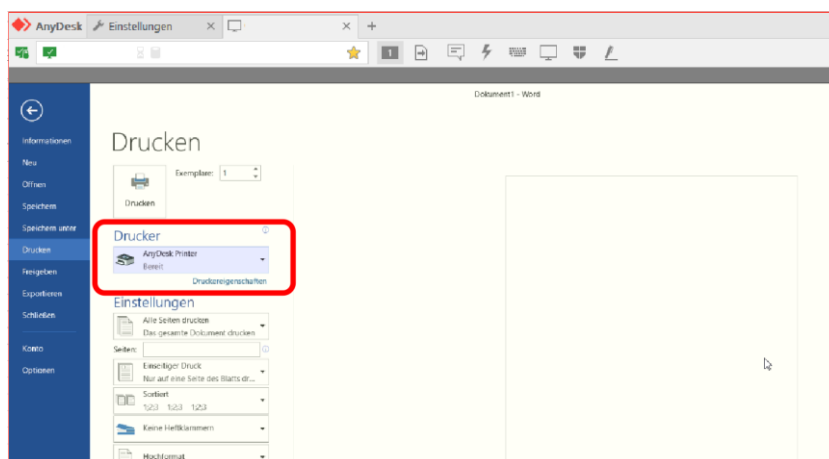 AnyDesk Einstellungen
1
Dokument1 - Word
Informationen
Neu
Öffnen
Speichern
Speichern unter
Drucken
Freigeben
Exportieren
Schließen
Konto
Optionen
Drucken
Exemplare: 1
Drucken
Drucker
AnyDesk Printer
Bereit
Druckereigenschaften
Einstellungen
Alle Seiten drucken
Das gesamte Dokument drucken
Seiten:
Einseitiger Druck
Nur auf eine Seite des Blatts dr...
Sortiert
1;2;3 1;2;3 1;2;3
Keine Heftklammern
Hochformat